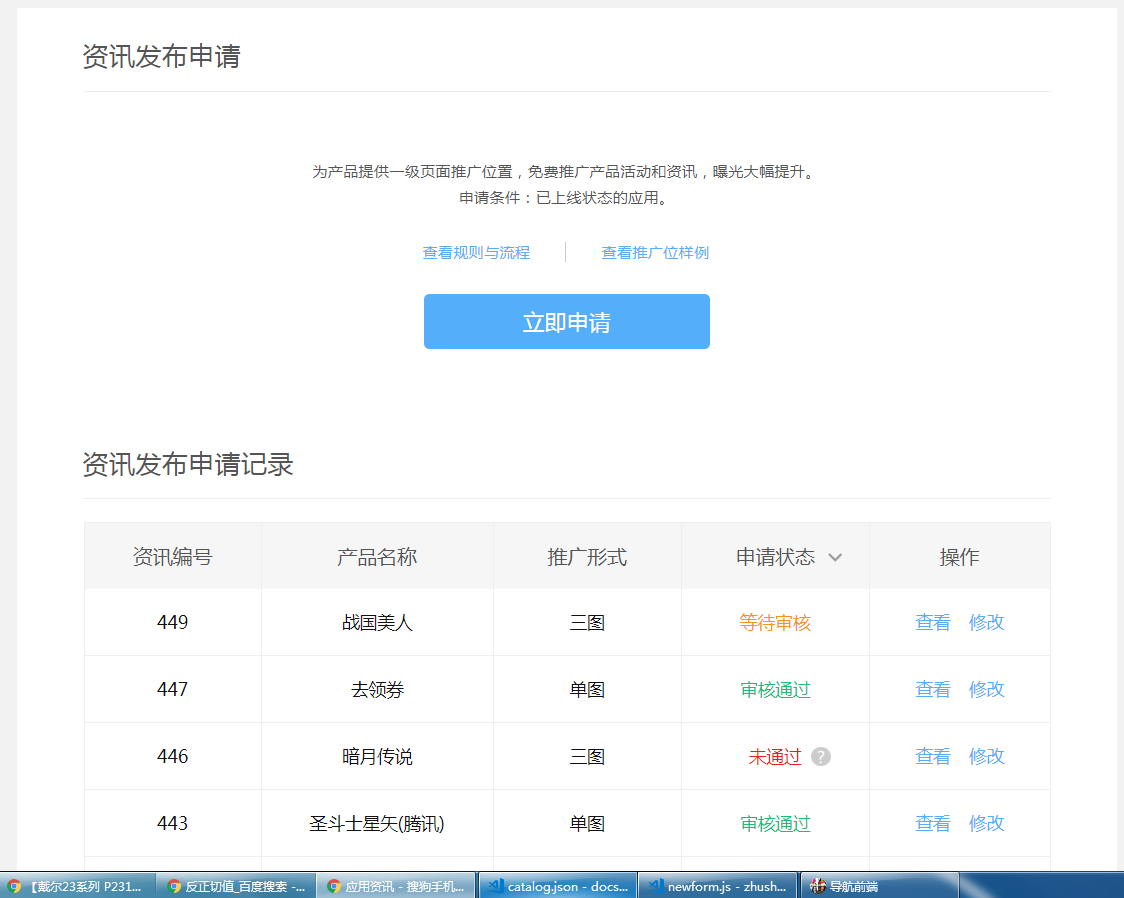 资讯发布申请
为产品提供一级页面推广位置，免费推广产品活动和资讯，曝光大幅提升。
申请条件：已上线状态的应用。
查看规则与流程 查看推广位样例
立即申请
资讯发布申请记录
资讯编号 产品名称 推广形式 申请状态 操作
449 战国美人 三图 等待审核 查看 修改
447 去领券 单图 审核通过 查看 修改
446 暗月传说 三图 未通过 ? 查看 修改
443 圣斗士星矢(腾讯) 单图 审核通过 查看 修改
【戴尔23系列 P231... 反正切值_百度搜索 -... 应用资讯 - 搜狗手机... catalog.json - docs... newform.js - zhush... 导航前端